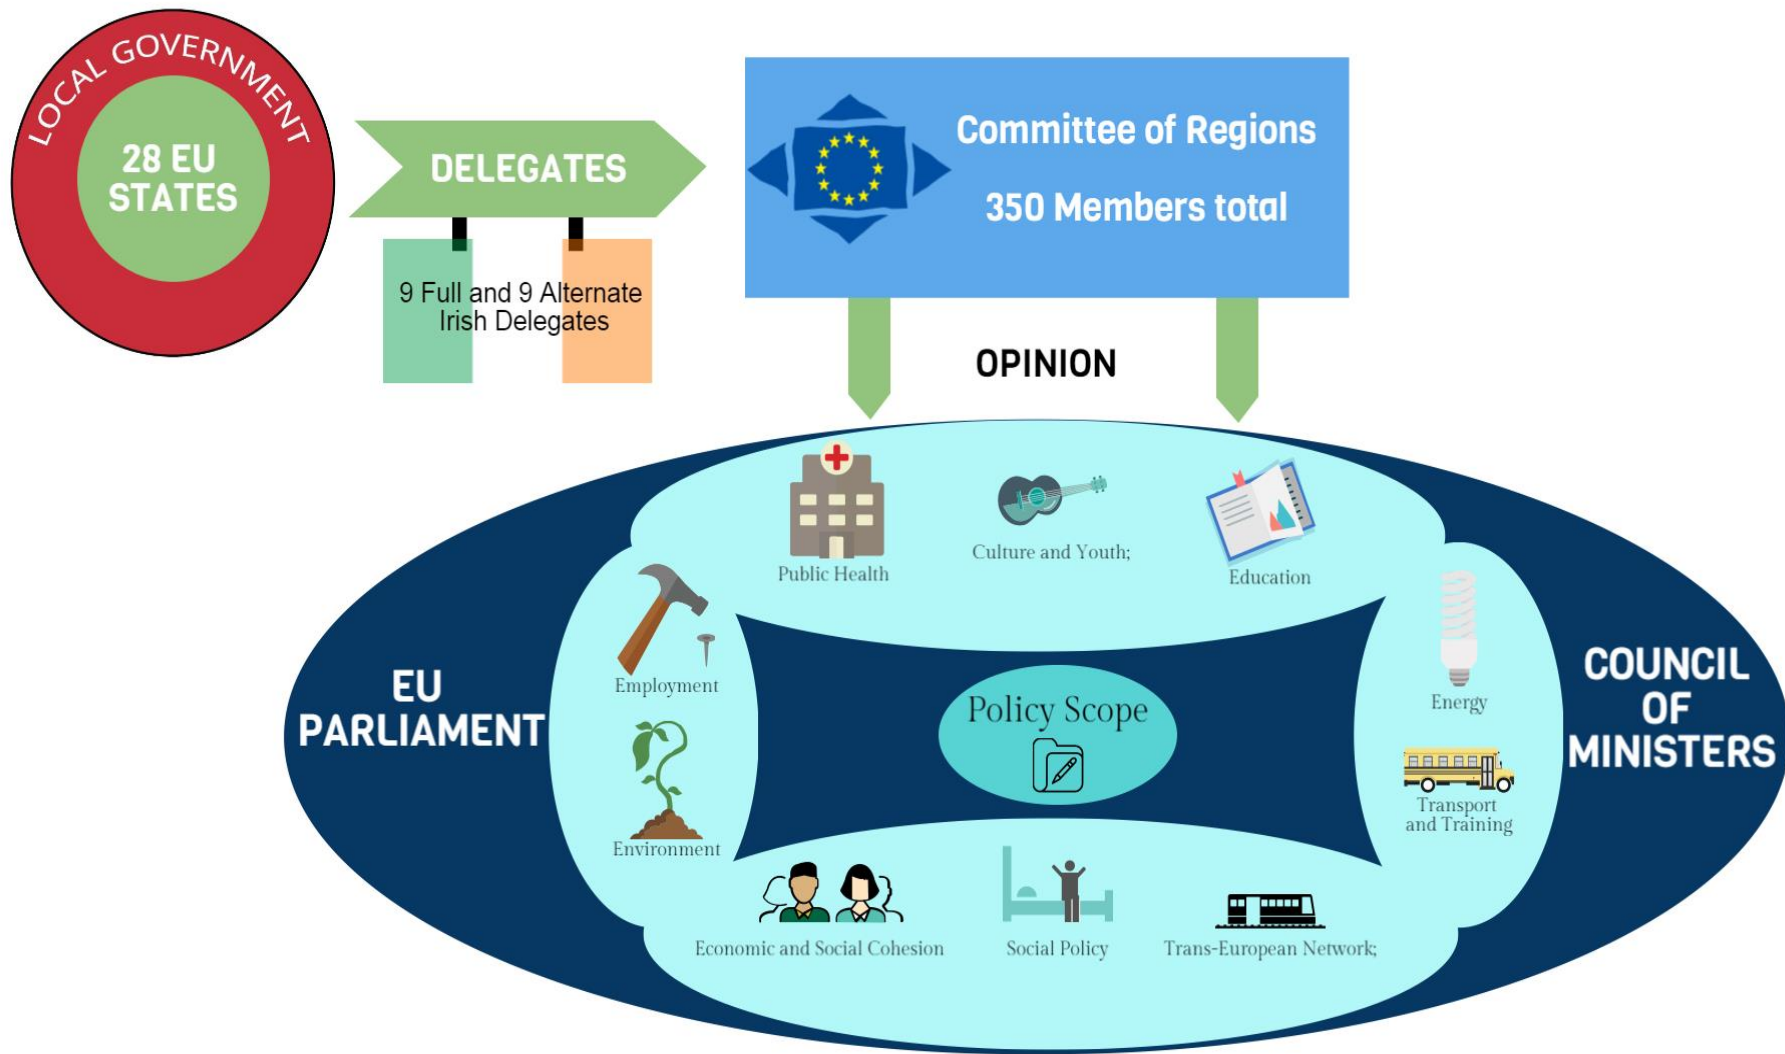 LOCAL GOVERNMENT
28 EU
STATES
DELEGATES
9 Full and 9 Alternate
Irish Delegates
Committee of Regions
350 Members total
OPINION
Public Health
Culture and Youth;
Education
Employment
Environment
EU
PARLIAMENT
Policy Scope
Energy
Transport
and Training
COUNCIL
OF
MINISTERS
Economic and Social Cohesion
Social Policy
Trans-European Network;